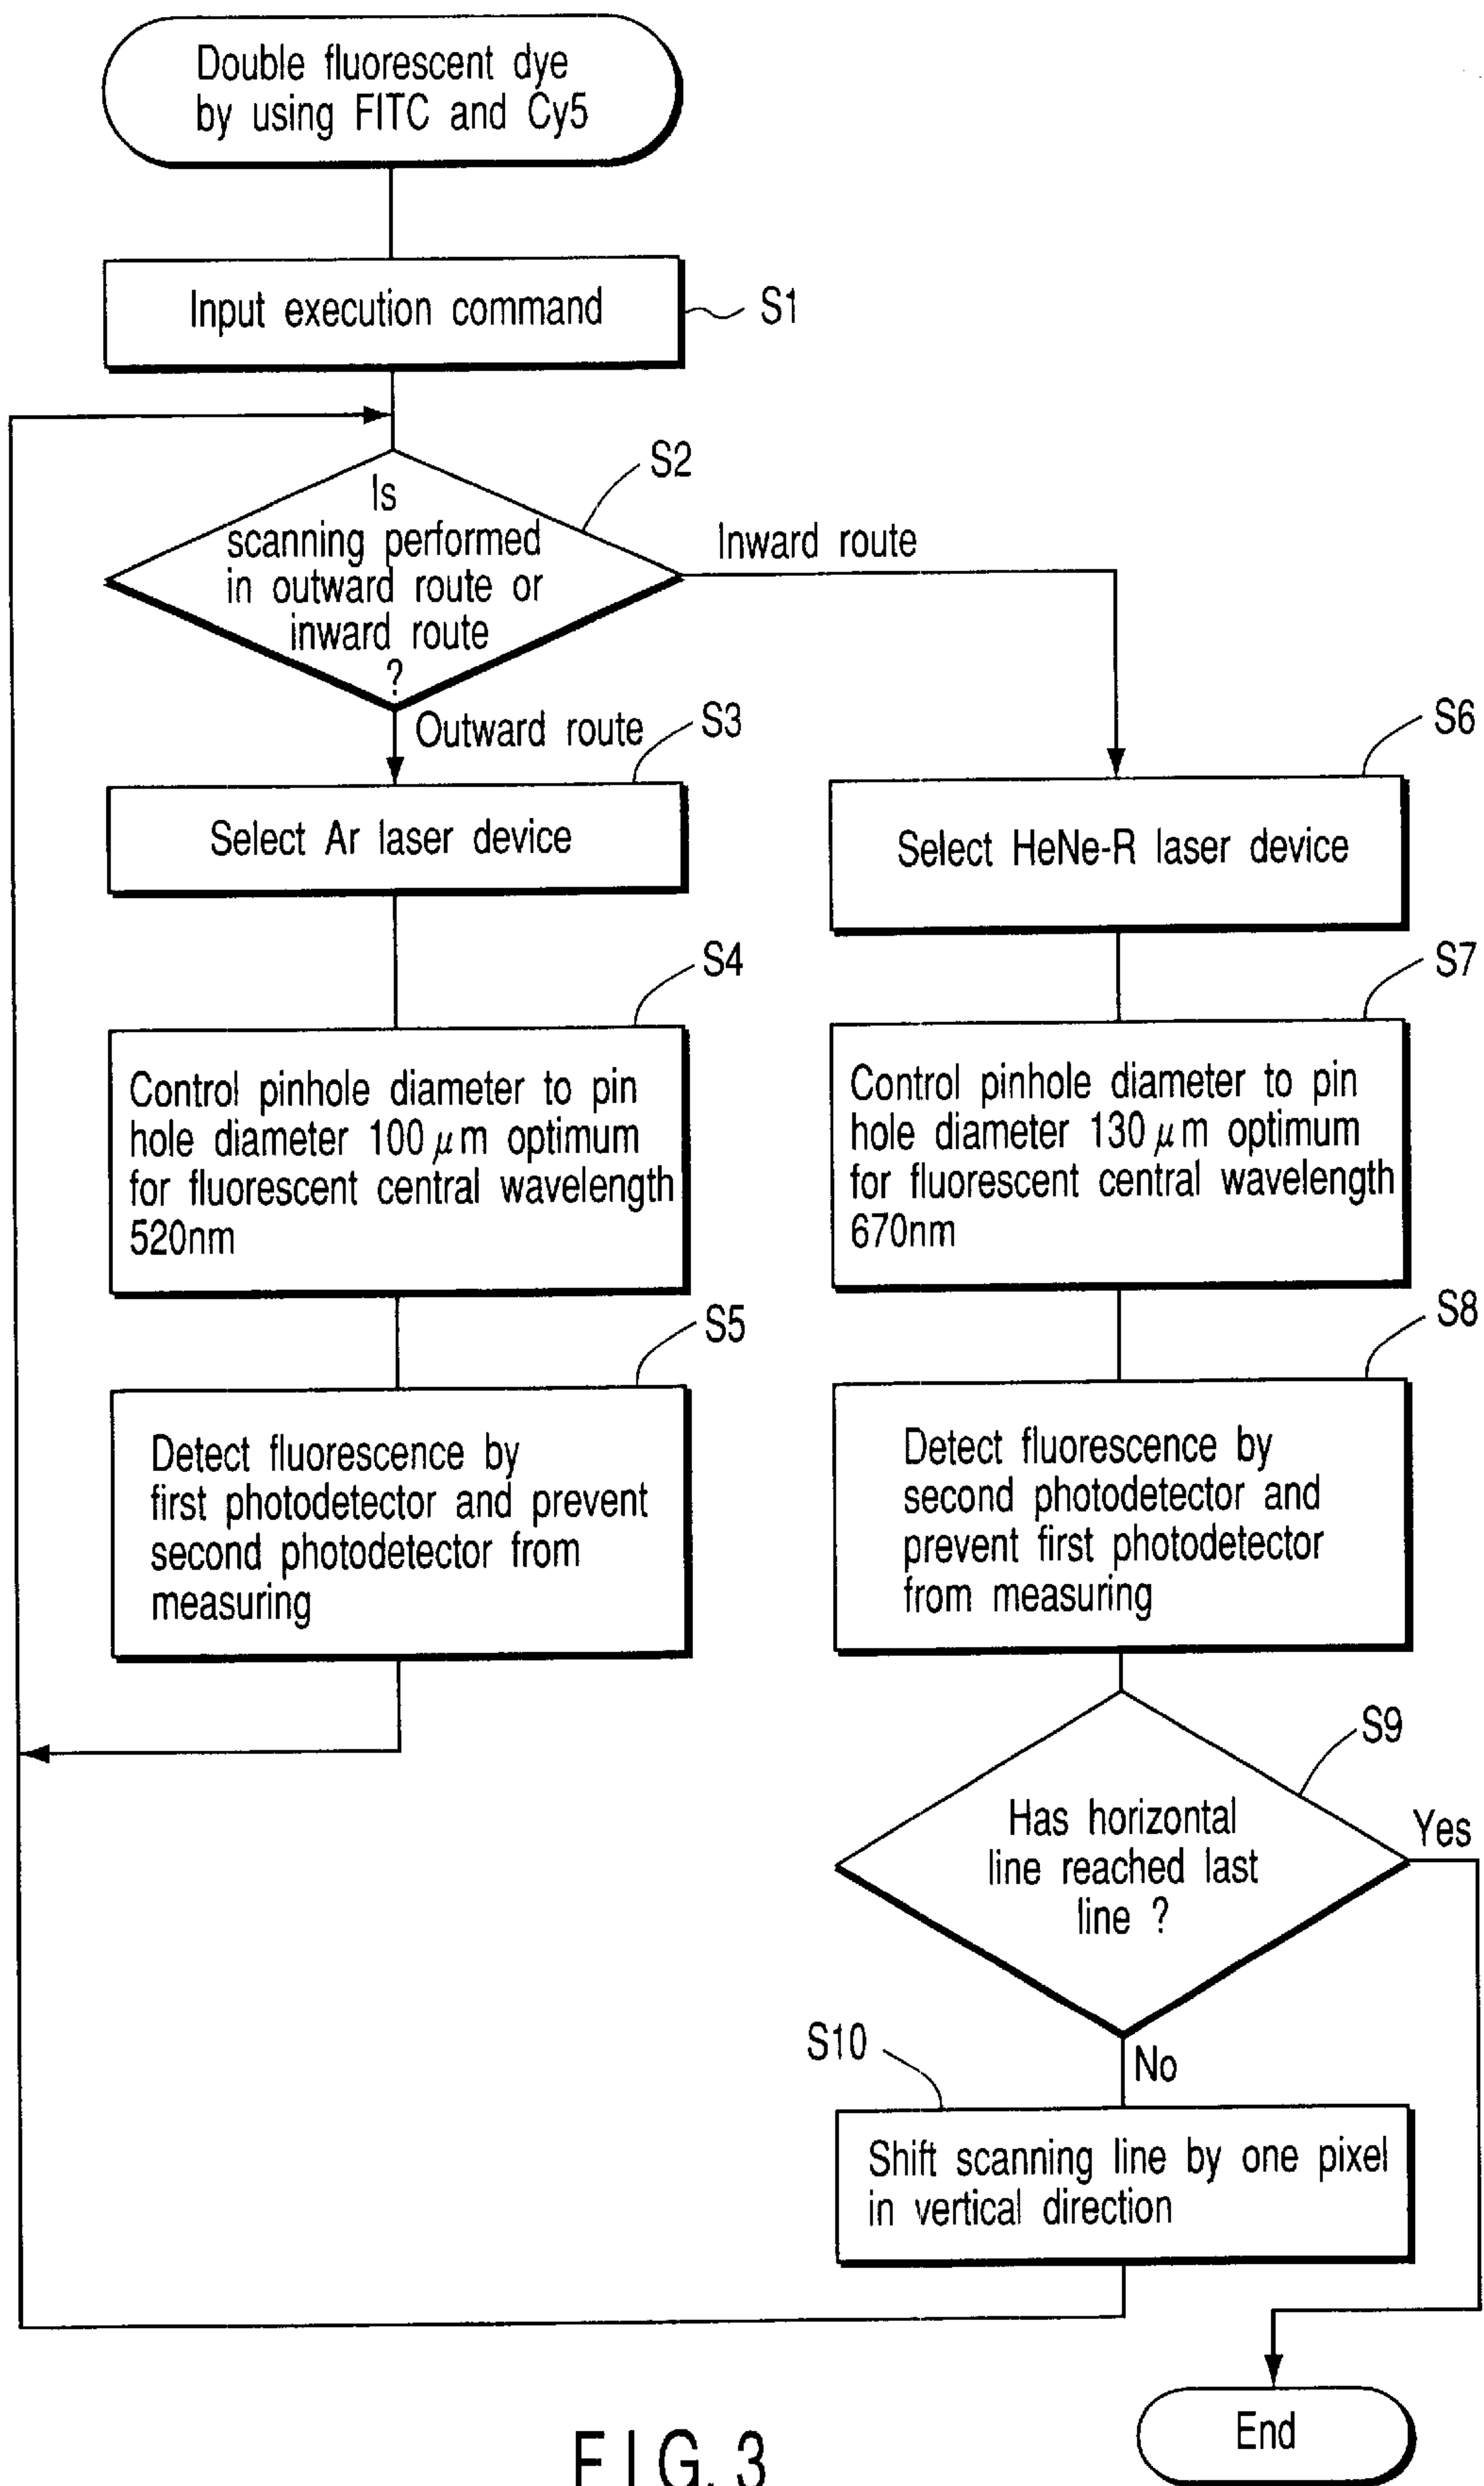 Double fluorescent dye
by using FITC and Cy5
Input execution command
S1
S2
Is
scanning performed
in outward route or
inward route
?
Inward route
Outward route
S3
Select Ar laser device
S4
Control pinhole diameter to pin
hole diameter 100 μm optimum
for fluorescent central wavelength
520nm
S5
Detect fluorescence by
first photodetector and prevent
second photodetector from
measuring
S6
Select HeNe-R laser device
S7
Control pinhole diameter to pin
hole diameter 130 μm optimum
for fluorescent central wavelength
670nm
S8
Detect fluorescence by
second photodetector and
prevent first photodetector
from measuring
S9
Has horizontal
line reached last
line ?
Yes
No
S10
Shift scanning line by one pixel
in vertical direction
End
FIG. 3